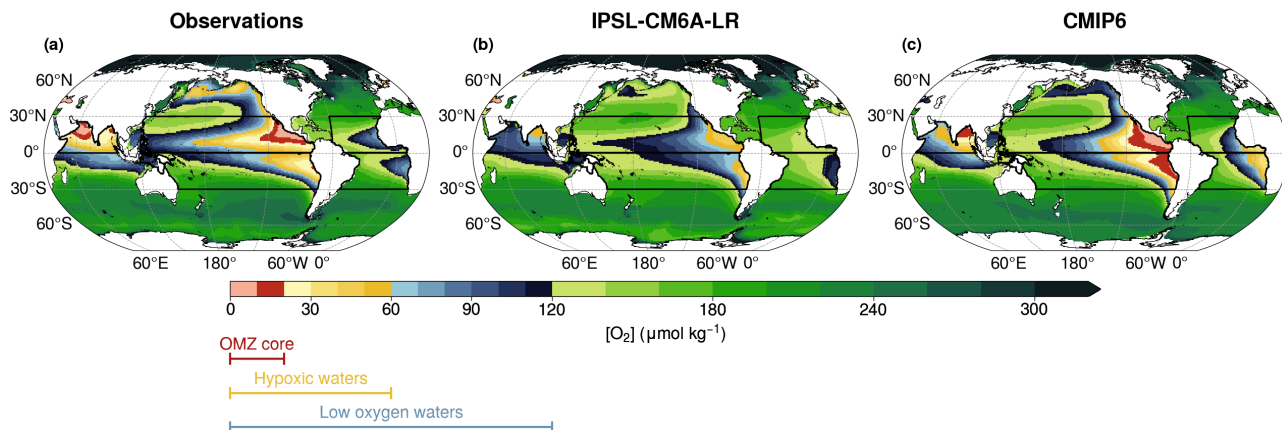 Observations
IPSL-CM6A-LR
CMIP6
(a)
(b)
(c)
60°N
30°N
0°
30°S
60°S
60°E 180° 60°W 0°
60°N
30°N
0°
30°S
60°S
60°E 180° 60°W 0°
60°N
30°N
0°
30°S
60°S
60°E 180° 60°W 0°
0 30 60 90 120 180 240 300
[O₂] (μmol kg⁻¹)
OMZ core
Hypoxic waters
Low oxygen waters